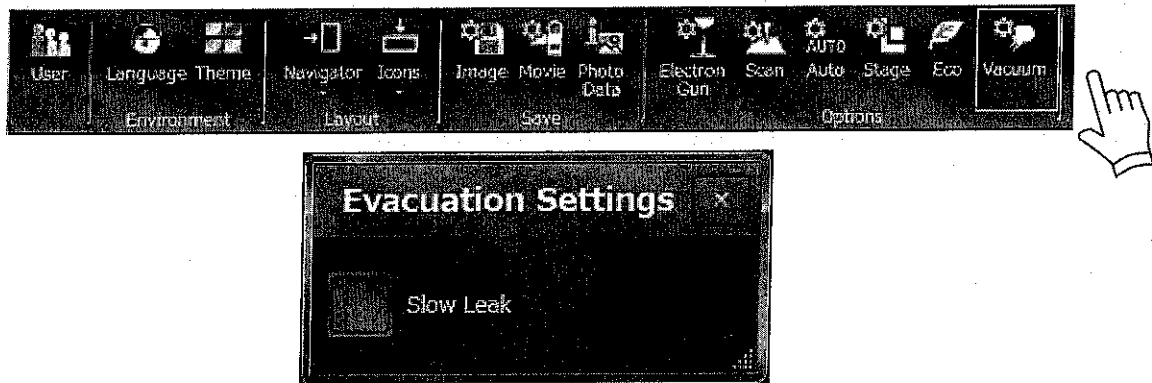 AUTO
User Language Theme Navigator Icons Image Movie Photo Data Electron Gun Scan Auto Stage Eco Vacuum
Environment Layout Save Options
Evacuation Settings
Slow Leak